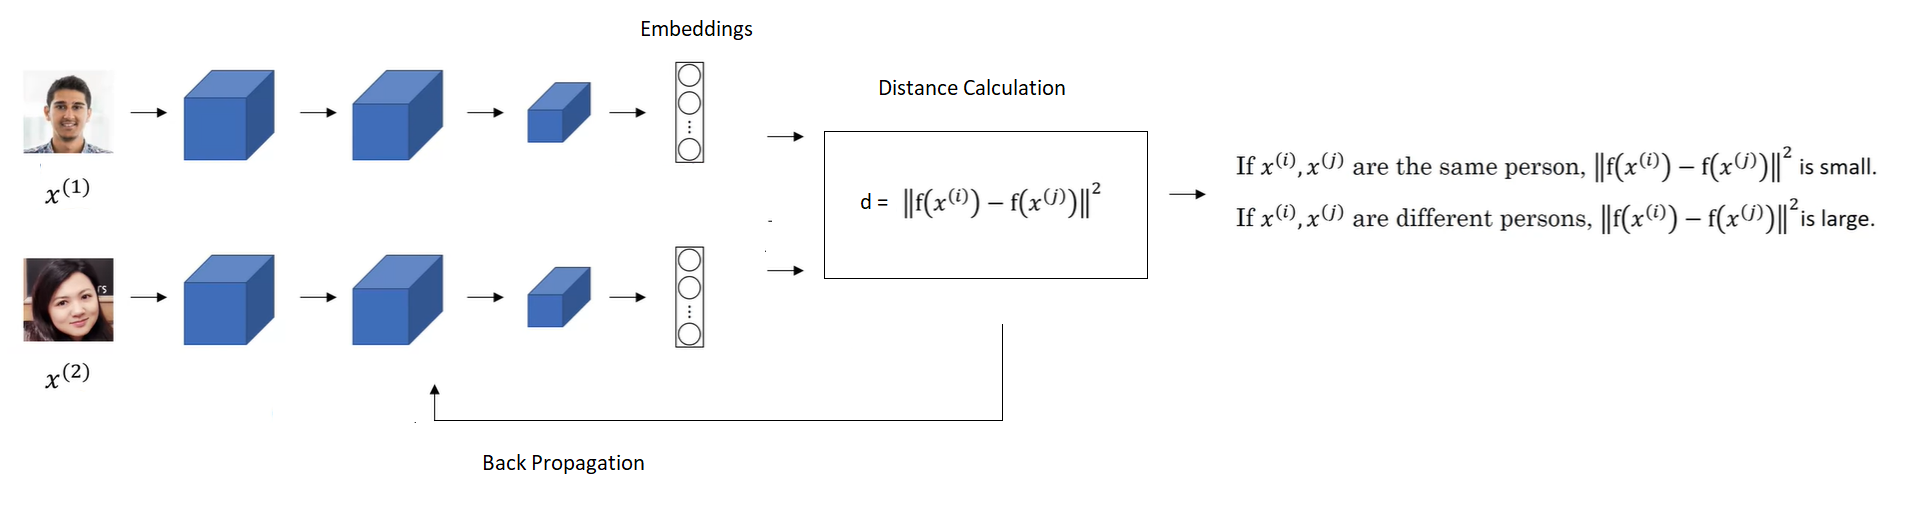 Embeddings
Distance Calculation
x⁽¹⁾
d = ‖f(x⁽ⁱ⁾) − f(x⁽ʲ⁾)‖²
If x⁽ⁱ⁾, x⁽ʲ⁾ are the same person, ‖f(x⁽ⁱ⁾) − f(x⁽ʲ⁾)‖² is small.
If x⁽ⁱ⁾, x⁽ʲ⁾ are different persons, ‖f(x⁽ⁱ⁾) − f(x⁽ʲ⁾)‖² is large.
rs
x⁽²⁾
Back Propagation